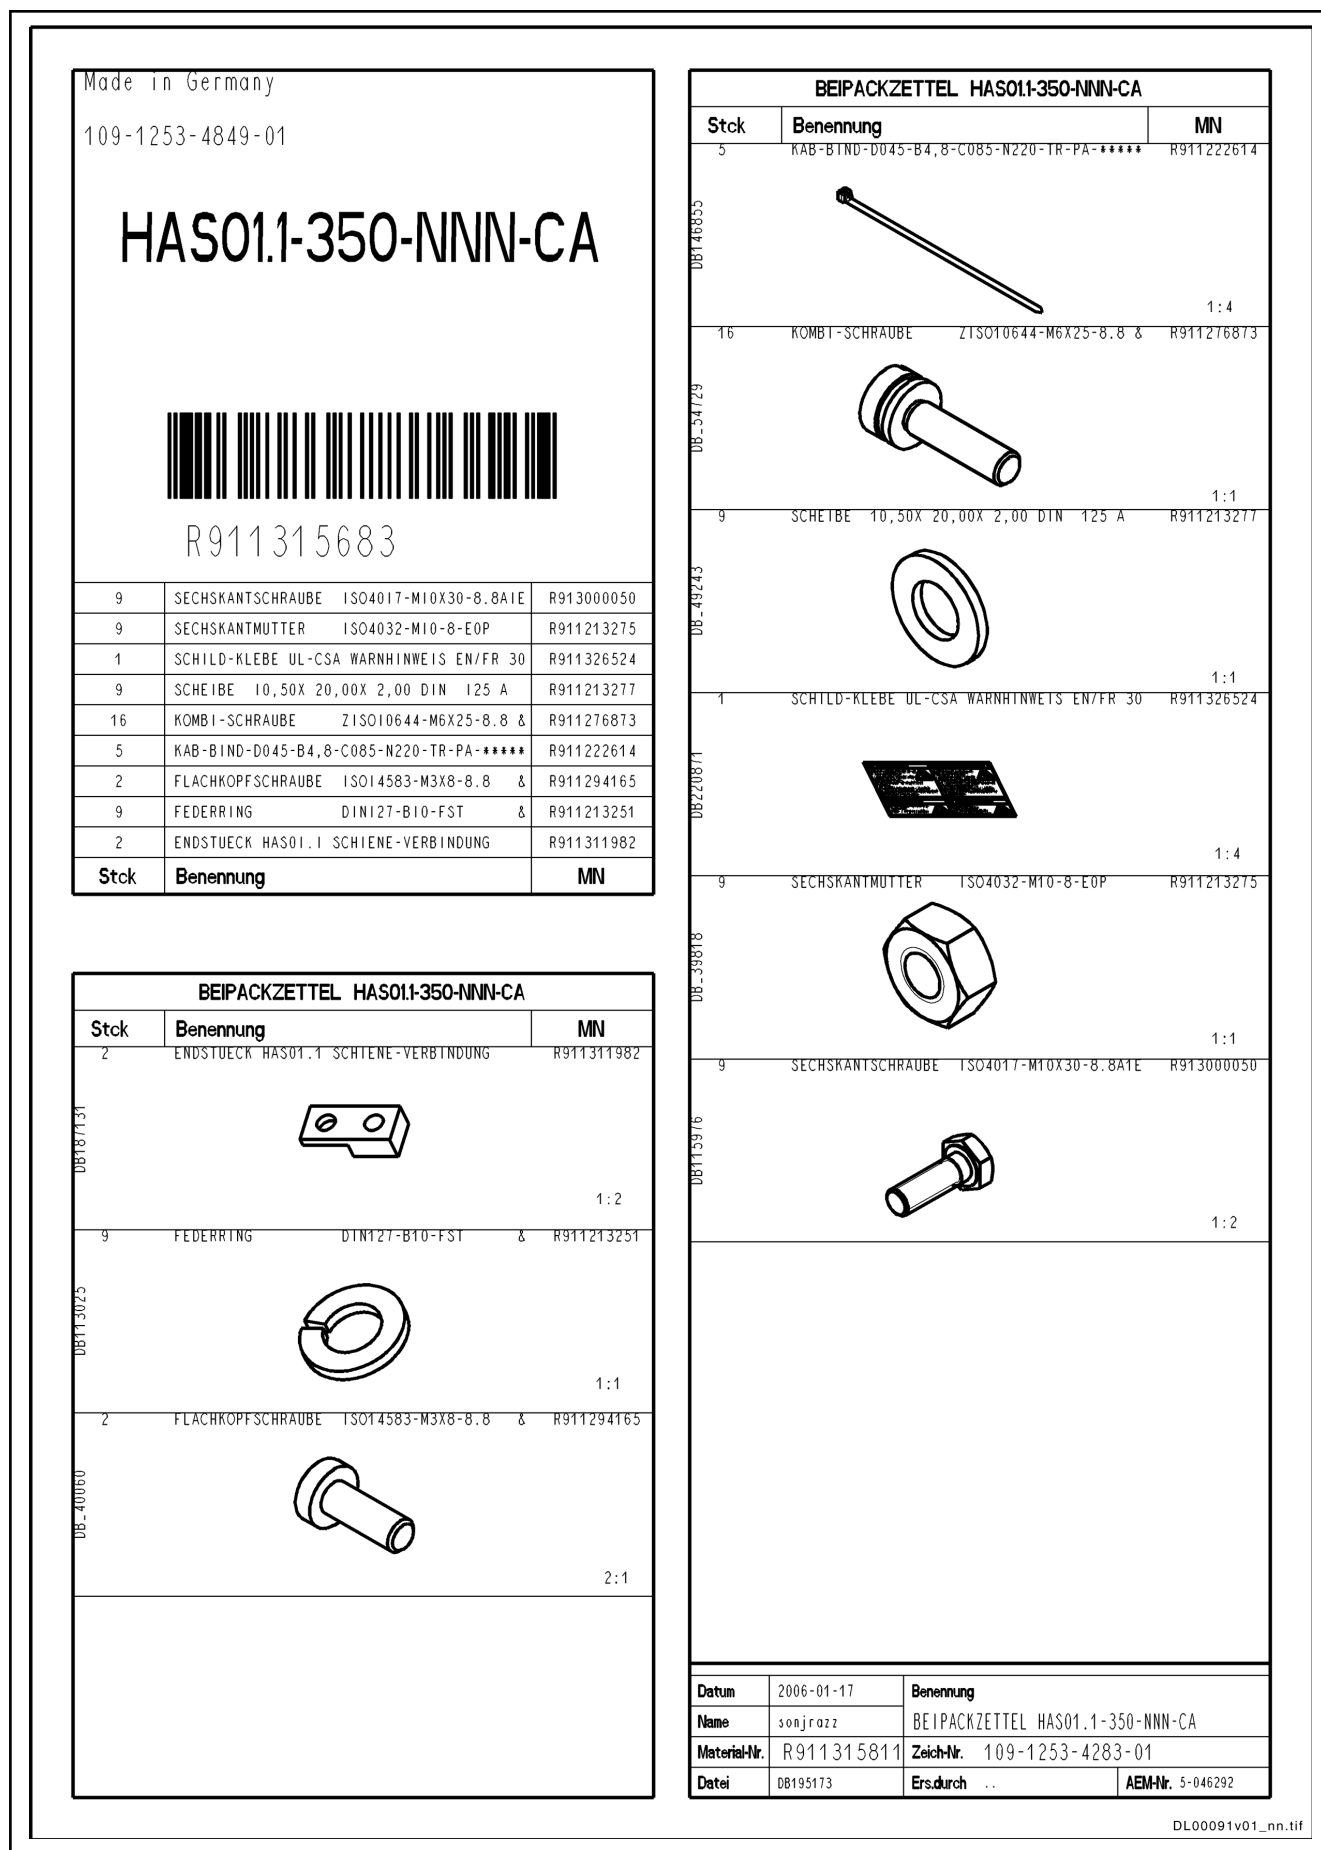 Made in Germany
109-1253-4849-01
HAS01.1-350-NNN-CA
R911315683
9 SECHSKANTSCHRAUBE ISO4017-M10X30-8.8A1E R913000050
9 SECHSKANTMUTTER ISO4032-M10-8-E0P R911213275
1 SCHILD-KLEBE UL-CSA WARNHINWEIS EN/FR 30 R911326524
9 SCHEIBE 10,50X 20,00X 2,00 DIN 125 A R911213277
16 KOMBI-SCHRAUBE ZISO10644-M6X25-8.8 & R911276873
5 KAB-BIND-D045-B4,8-C085-N220-TR-PA-***** R911222614
2 FLACHKOPFSCHRAUBE ISO14583-M3X8-8.8 & R911294165
9 FEDERRING DIN127-B10-FST & R911213251
2 ENDSTUECK HAS01.1 SCHIENE-VERBINDUNG R911311982
Stck Benennung MN
BEIPACKZETTEL HAS01.1-350-NNN-CA
Stck Benennung MN
2 ENDSTUECK HAS01.1 SCHIENE-VERBINDUNG R911311982
DB187131
1:2
9 FEDERRING DIN127-B10-FST & R911213251
DB113025
1:1
2 FLACHKOPFSCHRAUBE ISO14583-M3X8-8.8 & R911294165
DB_40060
2:1
BEIPACKZETTEL HAS01.1-350-NNN-CA
Stck Benennung MN
5 KAB-BIND-D045-B4,8-C085-N220-TR-PA-***** R911222614
DB146855
1:4
16 KOMBI-SCHRAUBE ZISO10644-M6X25-8.8 & R911276873
DB_54729
1:1
9 SCHEIBE 10,50X 20,00X 2,00 DIN 125 A R911213277
DB_49243
1:1
1 SCHILD-KLEBE UL-CSA WARNHINWEIS EN/FR 30 R911326524
DB220871
1:4
9 SECHSKANTMUTTER ISO4032-M10-8-E0P R911213275
DB_39818
1:1
9 SECHSKANTSCHRAUBE ISO4017-M10X30-8.8A1E R913000050
DB115976
1:2
Datum 2006-01-17 Benennung
Name sonjrazz BEIPACKZETTEL HAS01.1-350-NNN-CA
Material-Nr. R911315811 Zeich-Nr. 109-1253-4283-01
Datei DB195173 Ers.durch .. AEM-Nr. 5-046292
DL00091v01_nn.tif